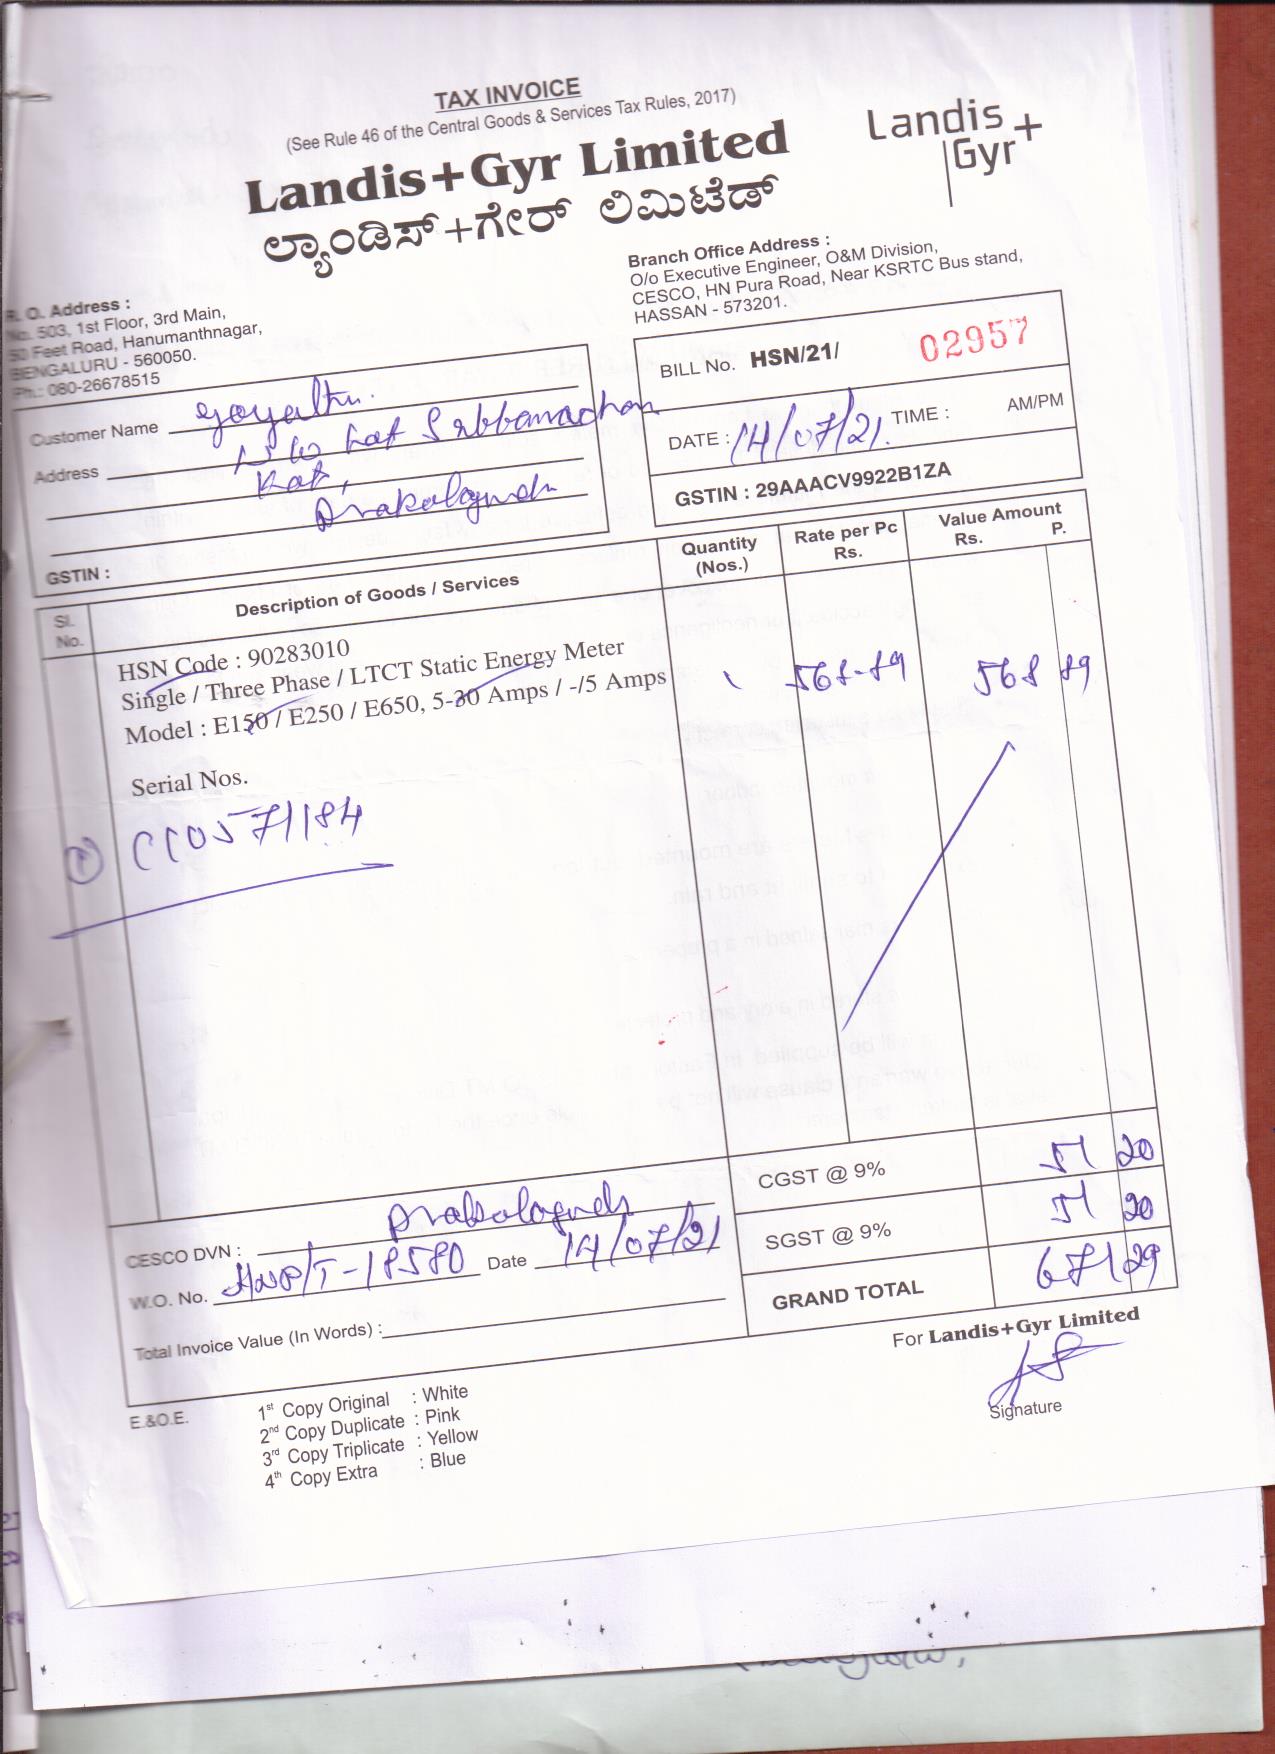 TAX INVOICE
(See Rule 46 of the Central Goods & Services Tax Rules, 2017)
Landis+Gyr Limited
ಲ್ಯಾಂಡಿಸ್+ಗೇರ್ ಲಿಮಿಟೆಡ್
Landis
Gyr+
R. O. Address :
No. 503, 1st Floor, 3rd Main,
50 Feet Road, Hanumanthnagar,
BENGALURU - 560050.
Ph.: 080-26678515
Branch Office Address :
O/o Executive Engineer, O&M Division,
CESCO, HN Pura Road, Near KSRTC Bus stand,
HASSAN - 573201.
BILL No. HSN/21/ 02957
DATE : 14/07/21. TIME : AM/PM
GSTIN : 29AAACV9922B1ZA
Customer Name
Address
GSTIN :
Sl. No. Description of Goods / Services Quantity (Nos.) Rate per Pc Rs. Value Amount Rs. P.
HSN Code : 90283010
Single / Three Phase / LTCT Static Energy Meter
Model : E150 / E250 / E650, 5-30 Amps / -/5 Amps 1 568-89 568 89
Serial Nos.
CGST @ 9% 51 20
SGST @ 9% 51 20
GRAND TOTAL 671 29
CESCO DVN :
W.O. No. Date 14/07/21
Total Invoice Value (In Words) :
For Landis+Gyr Limited
Signature
E.&O.E.
1st Copy Original : White
2nd Copy Duplicate : Pink
3rd Copy Triplicate : Yellow
4th Copy Extra : Blue